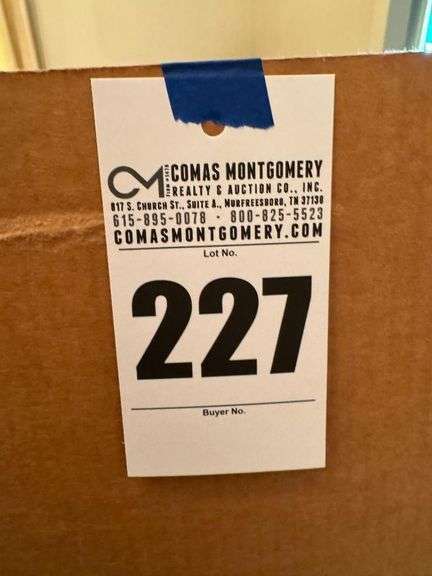 COMAS MONTGOMERY
REALTY & AUCTION CO., INC.
817 S. CHURCH ST., SUITE A., MURFREESBORO, TN 37130
615-895-0078 • 800-825-5523
COMASMONTGOMERY.COM
Lot No.
227
Buyer No.